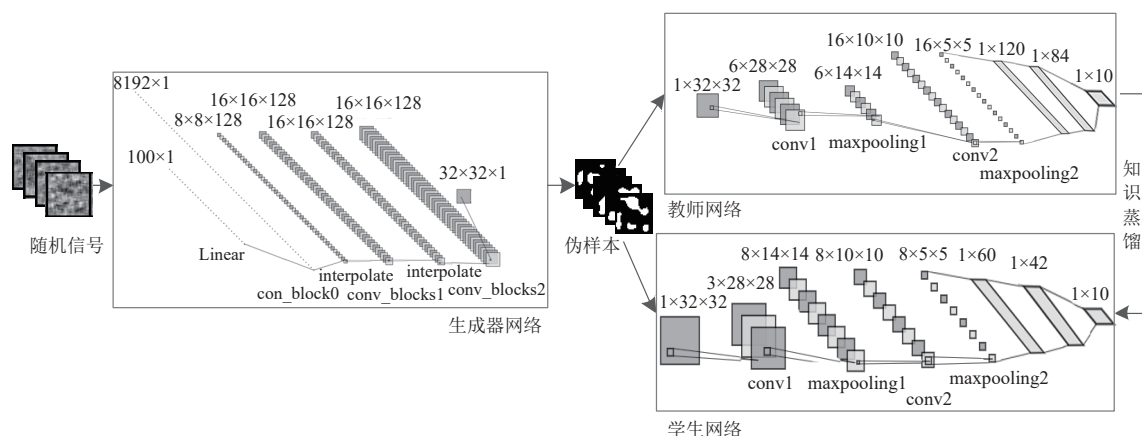 随机信号
8192×1
100×1
8×8×128
16×16×128
16×16×128
16×16×128
32×32×1
Linear
interpolate
interpolate
con_block0
conv_blocks1
conv_blocks2
生成器网络
伪样本
1×32×32
6×28×28
6×14×14
16×10×10
16×5×5
1×120
1×84
1×10
conv1
maxpooling1
conv2
maxpooling2
教师网络
知
识
蒸
馏
1×32×32
3×28×28
8×14×14
8×10×10
8×5×5
1×60
1×42
1×10
conv1
maxpooling1
conv2
maxpooling2
学生网络